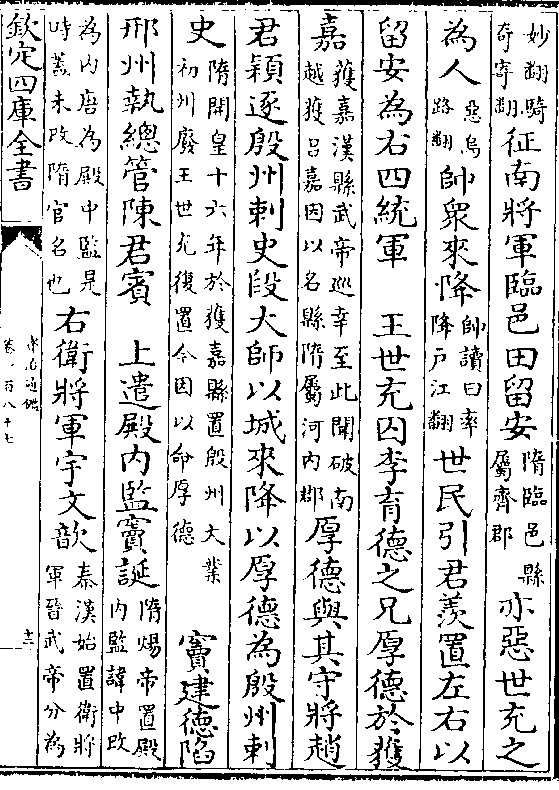 妙翻騎
奇寄翻
征南將軍臨邑田留安
隋臨邑縣
屬齊郡
亦惡世充之
為人
惡烏
路翻
帥衆來降
帥讀曰率
降户江翻
世民引君羨置左右以
留安為右四統軍　王世充囚李育德之兄厚德於獲
嘉
獲嘉漢縣武帝巡幸至此聞破南
越獲吕嘉因以名縣隋屬河内郡
厚德與其守將趙
君穎逐殷州刺史段大師以城來降以厚德為殷州刺
史
隋開皇十六年於獲嘉縣置殷州大業
初州廢王世充復置今因以命厚德
竇建德陷
邢州執總管陳君賓　上遣殿内監竇誕
隋煬帝置殿
内監諱中改
為内唐為殿中監是
時蓋未改隋官名也
右衛將軍宇文歆
秦漢始置衛將
軍晉武帝分為
欽定四庫全書
資治通鑑
卷一百八十七